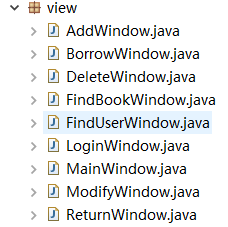 view
AddWindow.java
BorrowWindow.java
DeleteWindow.java
FindBookWindow.java
FindUserWindow.java
LoginWindow.java
MainWindow.java
ModifyWindow.java
ReturnWindow.java